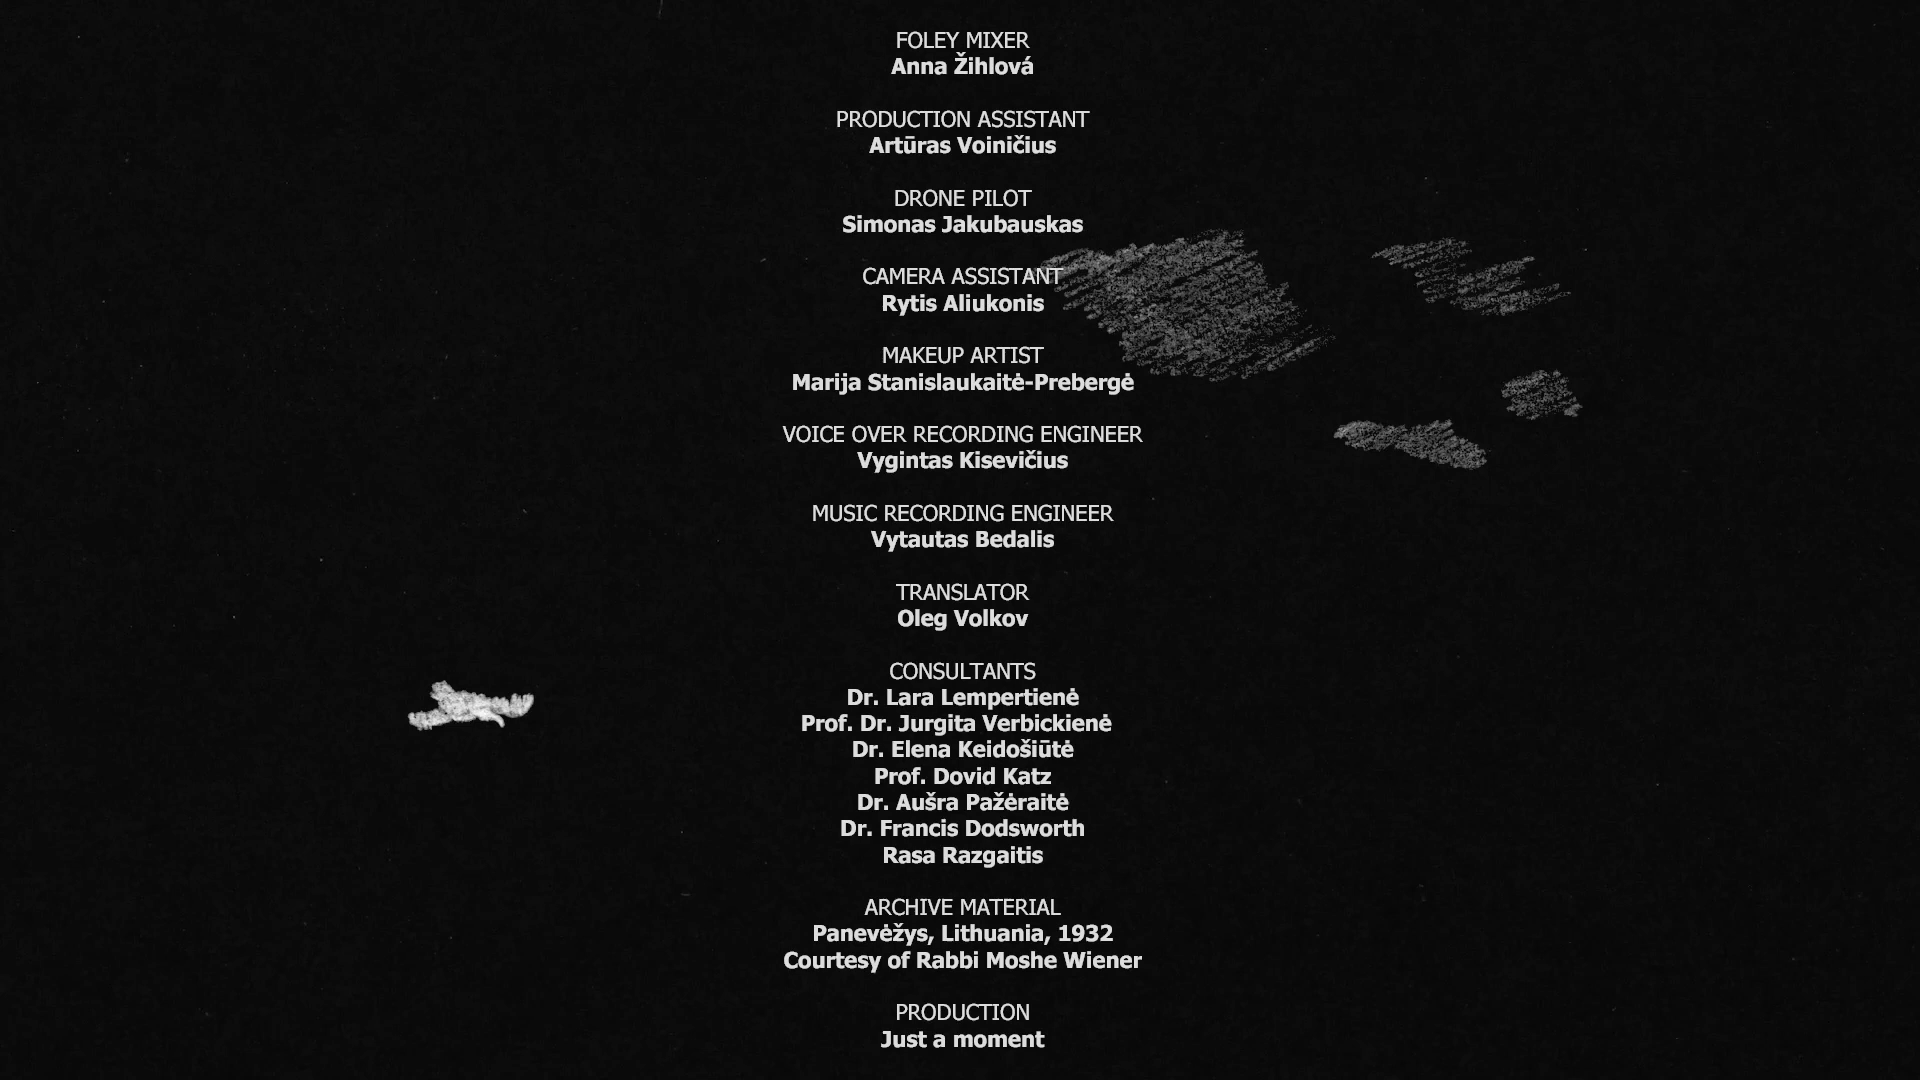 FOLEY MIXER
Anna Žihlová
PRODUCTION ASSISTANT
Artūras Voiničius
DRONE PILOT
Simonas Jakubauskas
CAMERA ASSISTANT
Rytis Aliukonis
MAKEUP ARTIST
Marija Stanislaukaitė-Prebergė
VOICE OVER RECORDING ENGINEER
Vygintas Kisevičius
MUSIC RECORDING ENGINEER
Vytautas Bedalis
TRANSLATOR
Oleg Volkov
CONSULTANTS
Dr. Lara Lempertienė
Prof. Dr. Jurgita Verbickienė
Dr. Elena Keidošiūtė
Prof. Dovid Katz
Dr. Aušra Pažėraitė
Dr. Francis Dodsworth
Rasa Razgaitis
ARCHIVE MATERIAL
Panevėžys, Lithuania, 1932
Courtesy of Rabbi Moshe Wiener
PRODUCTION
Just a moment